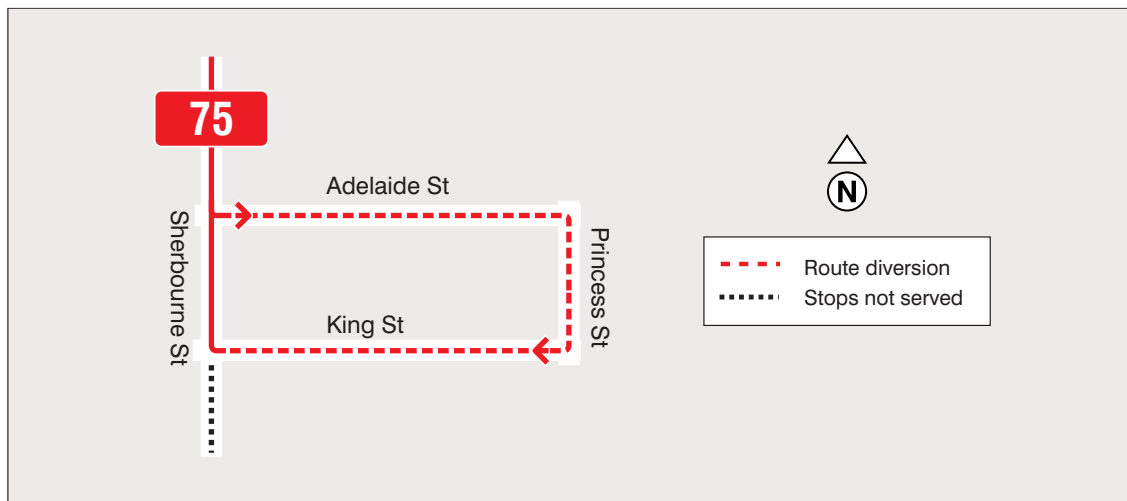 75
Adelaide St
Sherbourne St
Princess St
King St
N
Route diversion
Stops not served